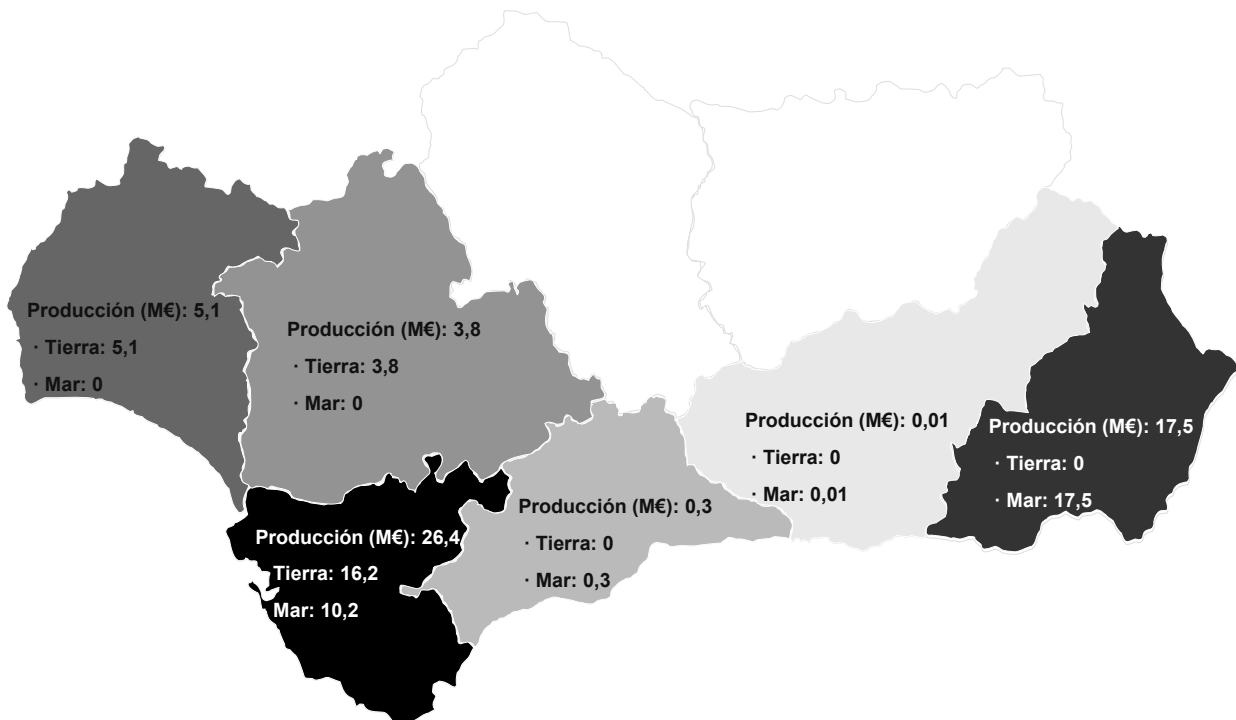 Producción (M€): 5,1
· Tierra: 5,1
· Mar: 0
Producción (M€): 3,8
· Tierra: 3,8
· Mar: 0
Producción (M€): 26,4
Tierra: 16,2
Mar: 10,2
Producción (M€): 0,3
· Tierra: 0
· Mar: 0,3
Producción (M€): 0,01
· Tierra: 0
· Mar: 0,01
Producción (M€): 17,5
· Tierra: 0
· Mar: 17,5